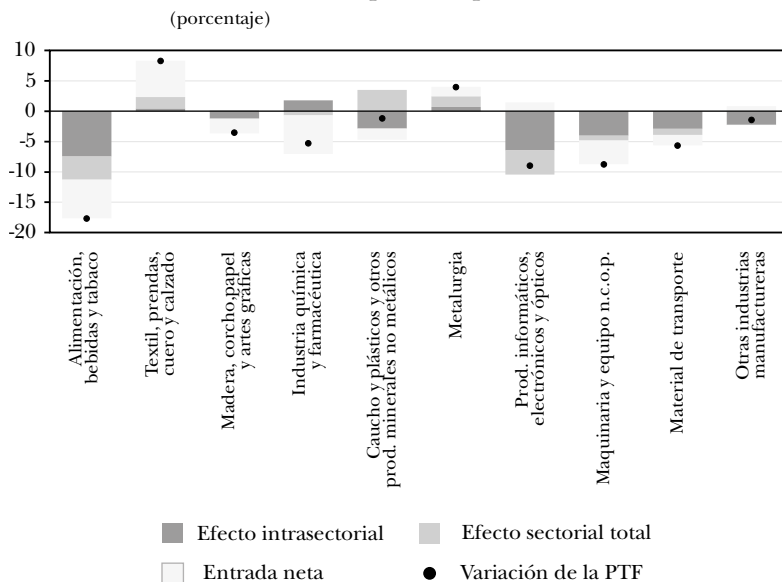 (porcentaje)
10
5
0
-5
-10
-15
-20
Alimentación,
bebidas y tabaco
Textil, prendas,
cuero y calzado
Madera, corcho,papel
y artes gráficas
Industria química
y farmacéutica
Caucho y plásticos y otros
prod. minerales no metálicos
Metalurgia
Prod. informáticos,
electrónicos y ópticos
Maquinaria y equipo n.c.o.p.
Material de transporte
Otras industrias
manufactureras
Efecto intrasectorial
Efecto sectorial total
Entrada neta
Variación de la PTF